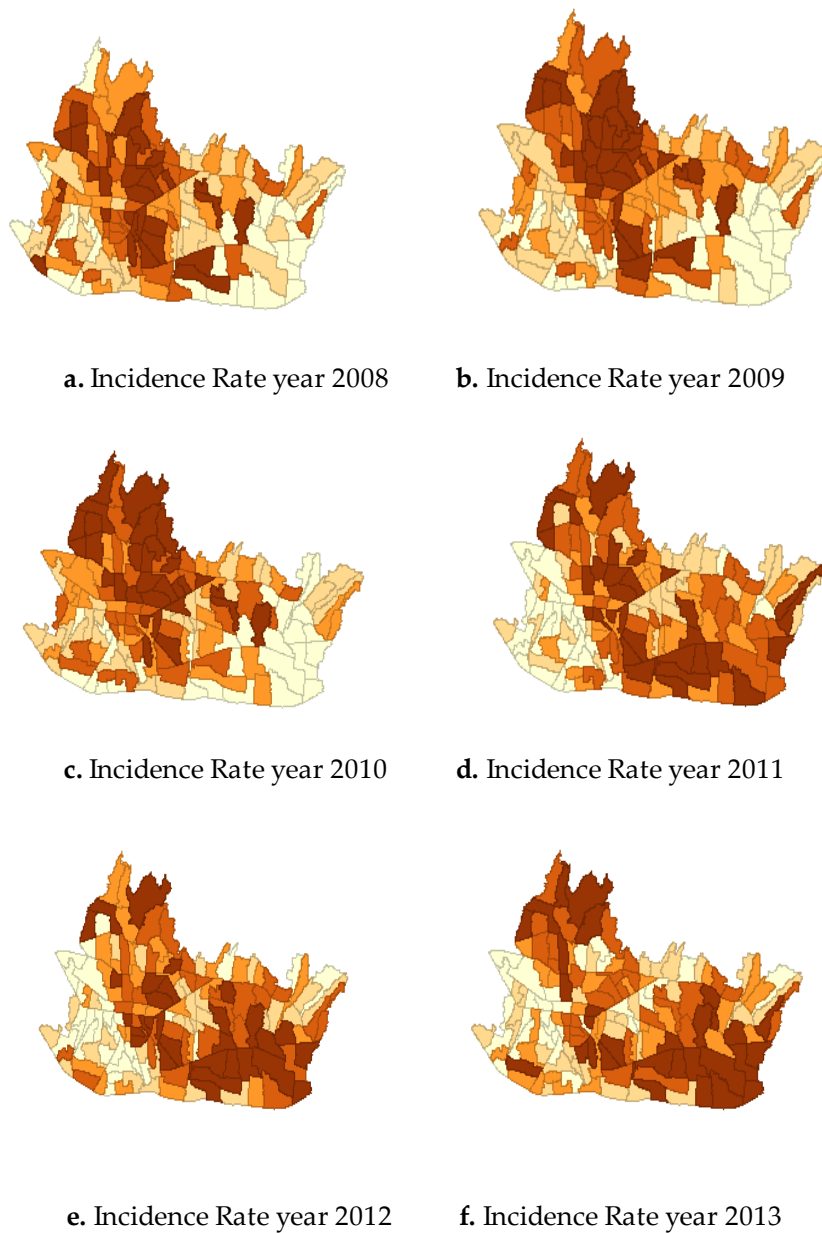 a. Incidence Rate year 2008
b. Incidence Rate year 2009
c. Incidence Rate year 2010
d. Incidence Rate year 2011
e. Incidence Rate year 2012
f. Incidence Rate year 2013